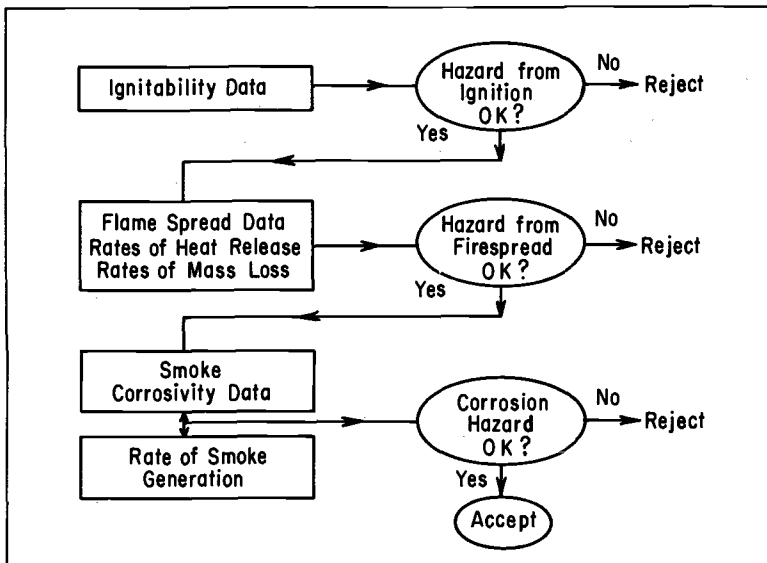 Ignitability Data
Hazard from
Ignition
OK?
No
Reject
Yes
Flame Spread Data
Rates of Heat Release
Rates of Mass Loss
Hazard from
Firespread
OK?
No
Reject
Yes
Smoke
Corrosivity Data
Rate of Smoke
Generation
Corrosion
Hazard
OK?
No
Reject
Yes
Accept